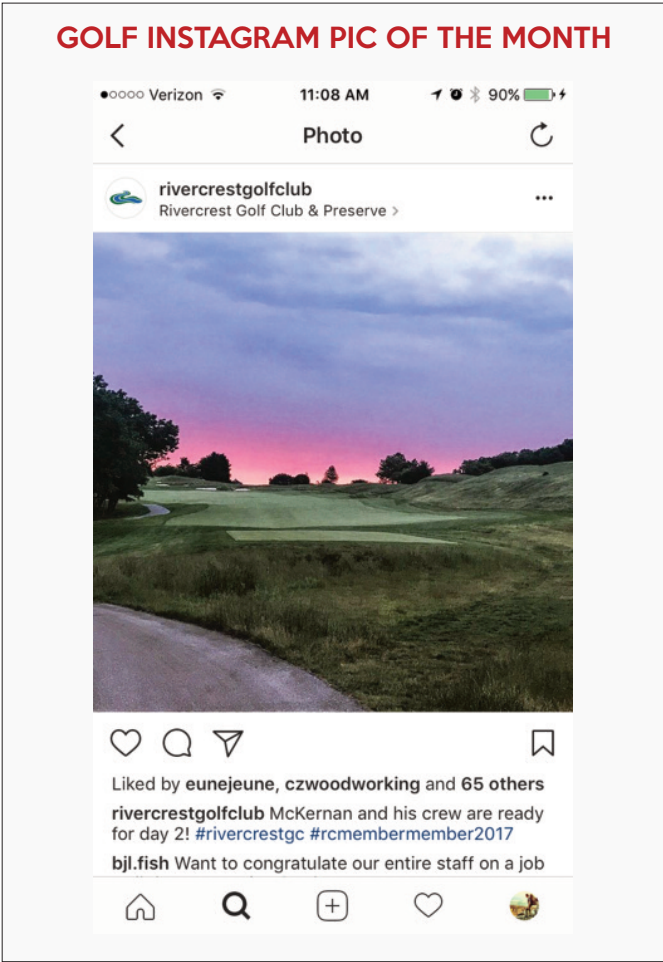 GOLF INSTAGRAM PIC OF THE MONTH
Verizon 11:08 AM 90%
Photo
rivercrestgolfclub
Rivercrest Golf Club & Preserve >
Liked by eunejeune, czwoodworking and 65 others
rivercrestgolfclub McKernan and his crew are ready
for day 2! #rivercrestgc #rcmembermember2017
bjl.fish Want to congratulate our entire staff on a job